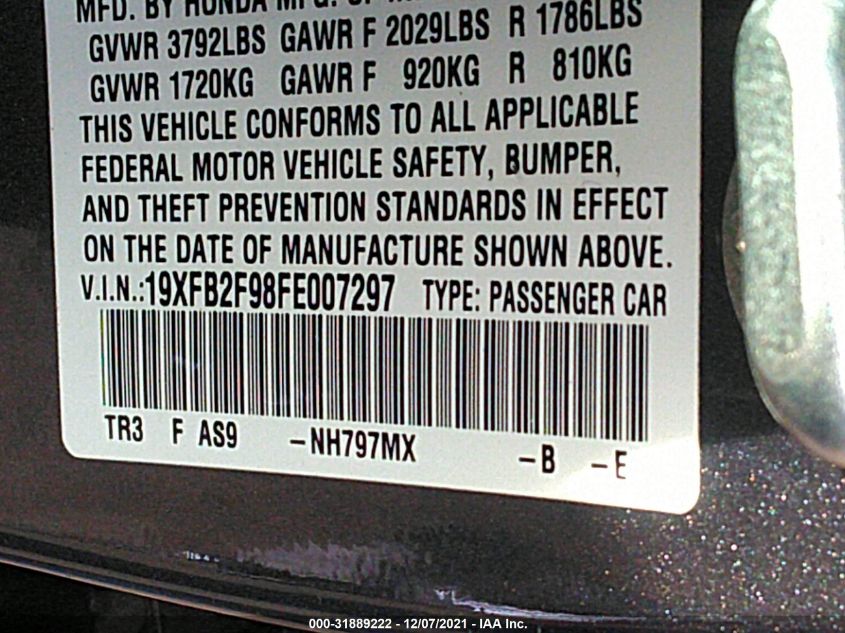 MFD. BY HONDA MFG. OF
GVWR 3792LBS GAWR F 2029LBS R 1786LBS
GVWR 1720KG GAWR F 920KG R 810KG
THIS VEHICLE CONFORMS TO ALL APPLICABLE
FEDERAL MOTOR VEHICLE SAFETY, BUMPER,
AND THEFT PREVENTION STANDARDS IN EFFECT
ON THE DATE OF MANUFACTURE SHOWN ABOVE.
V.I.N.:19XFB2F98FE007297 TYPE: PASSENGER CAR
TR3 F AS9 -NH797MX -B -E
000-31889222 - 12/07/2021 - IAA Inc.